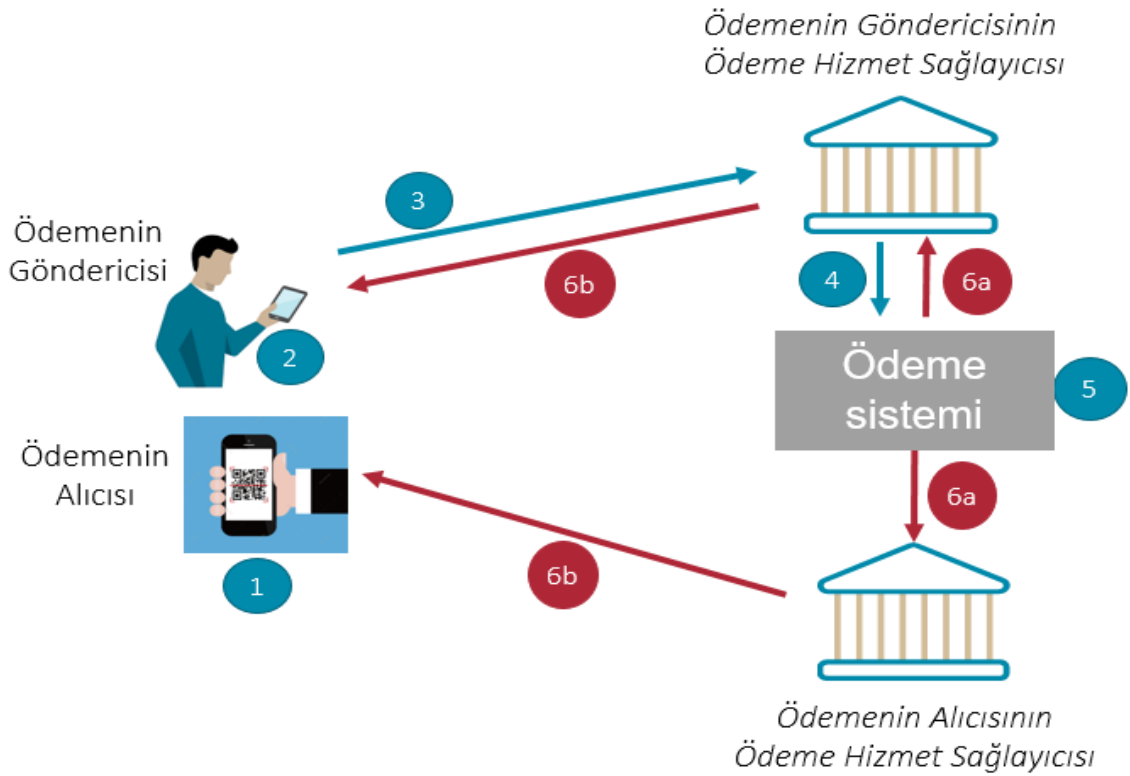 Ödemenin Göndericisinin
Ödeme Hizmet Sağlayıcısı
3
Ödemenin
Göndericisi
6b
4
6a
2
Ödeme
sistemi
5
Ödemenin
Alıcısı
6a
6b
1
Ödemenin Alıcısının
Ödeme Hizmet Sağlayıcısı